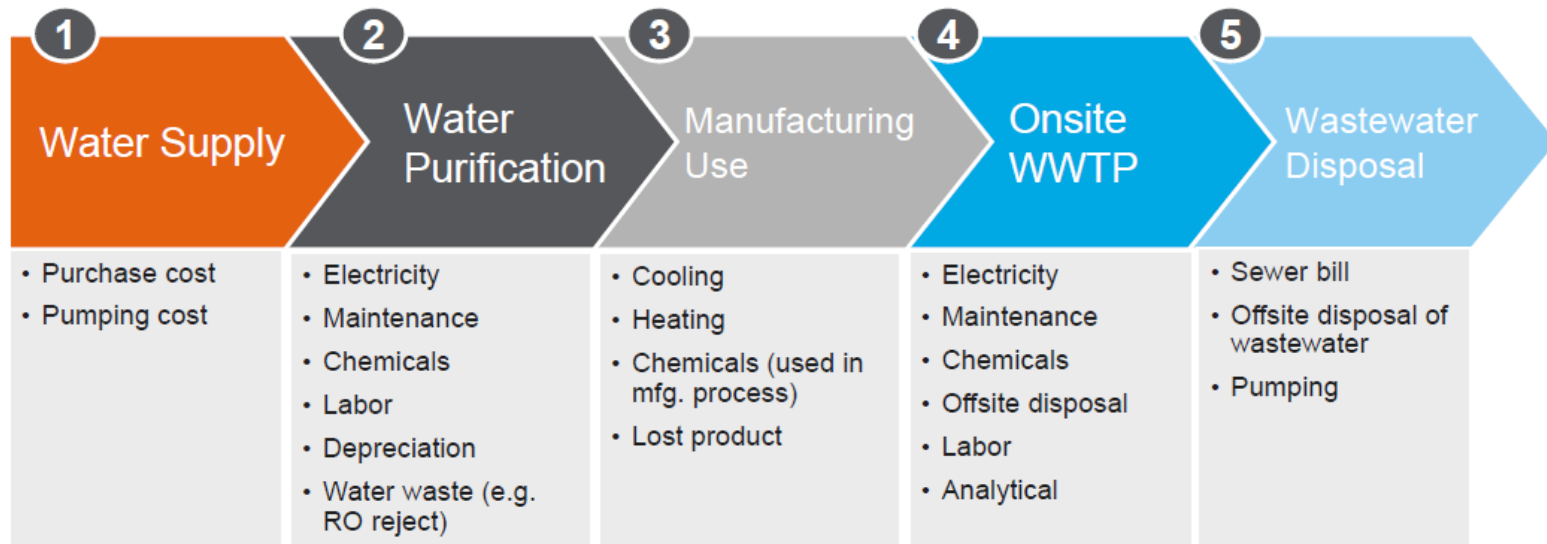 1
Water Supply
• Purchase cost
• Pumping cost
2
Water
Purification
• Electricity
• Maintenance
• Chemicals
• Labor
• Depreciation
• Water waste (e.g.
RO reject)
3
Manufacturing
Use
• Cooling
• Heating
• Chemicals (used in
mfg. process)
• Lost product
4
Onsite
WWTP
• Electricity
• Maintenance
• Chemicals
• Offsite disposal
• Labor
• Analytical
5
Wastewater
Disposal
• Sewer bill
• Offsite disposal of
wastewater
• Pumping